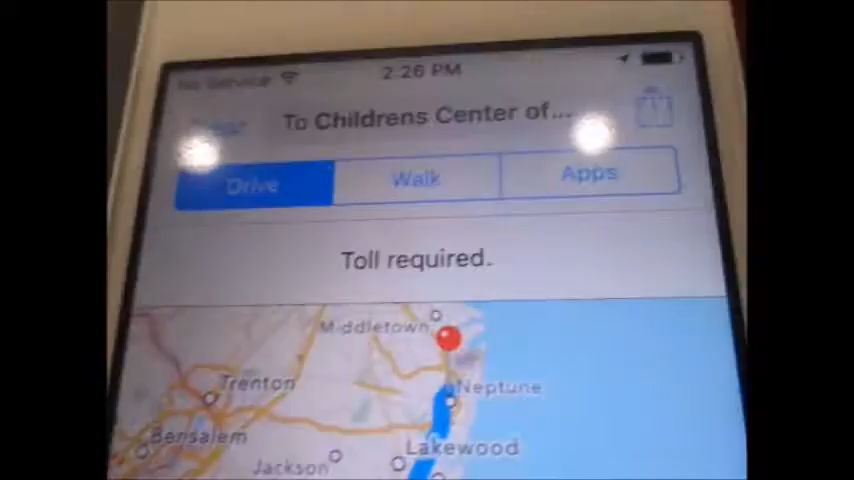 No Service 2:26 PM
To Childrens Center of...
Drive Walk Apps
Toll required.
Middletown
Trenton
Neptune
Bensalem
Lakewood
Jackson